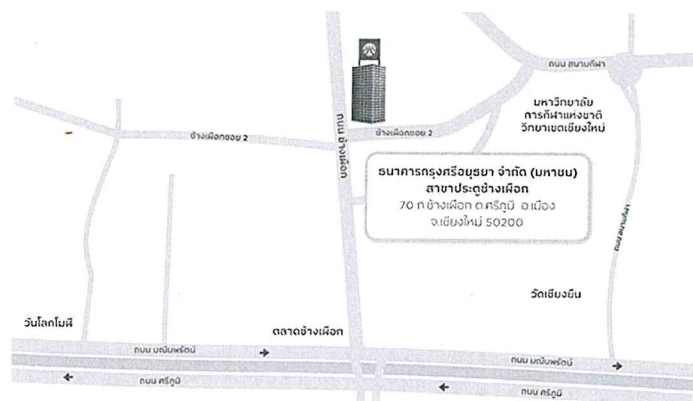 ถนน สนามกีฬา
มหาวิทยาลัย
การกีฬาแห่งชาติ
วิทยาเขตเชียงใหม่
ช้างเผือกซอย 2
ถนน ช้างเผือก
ช้างเผือกซอย 2
ธนาคารกรุงศรีอยุธยา จำกัด (มหาชน)
สาขาประตูช้างเผือก
70 ถ.ช้างเผือก ต.ศรีภูมิ อ.เมือง
จ.เชียงใหม่ 50200
ถนน สนามกีฬา
วัดเชียงยืน
วันโลกโมฬี
ตลาดช้างเผือก
ถนน มณีนพรัตน์
ถนน มณีนพรัตน์
ถนน ศรีภูมิ
ถนน ศรีภูมิ